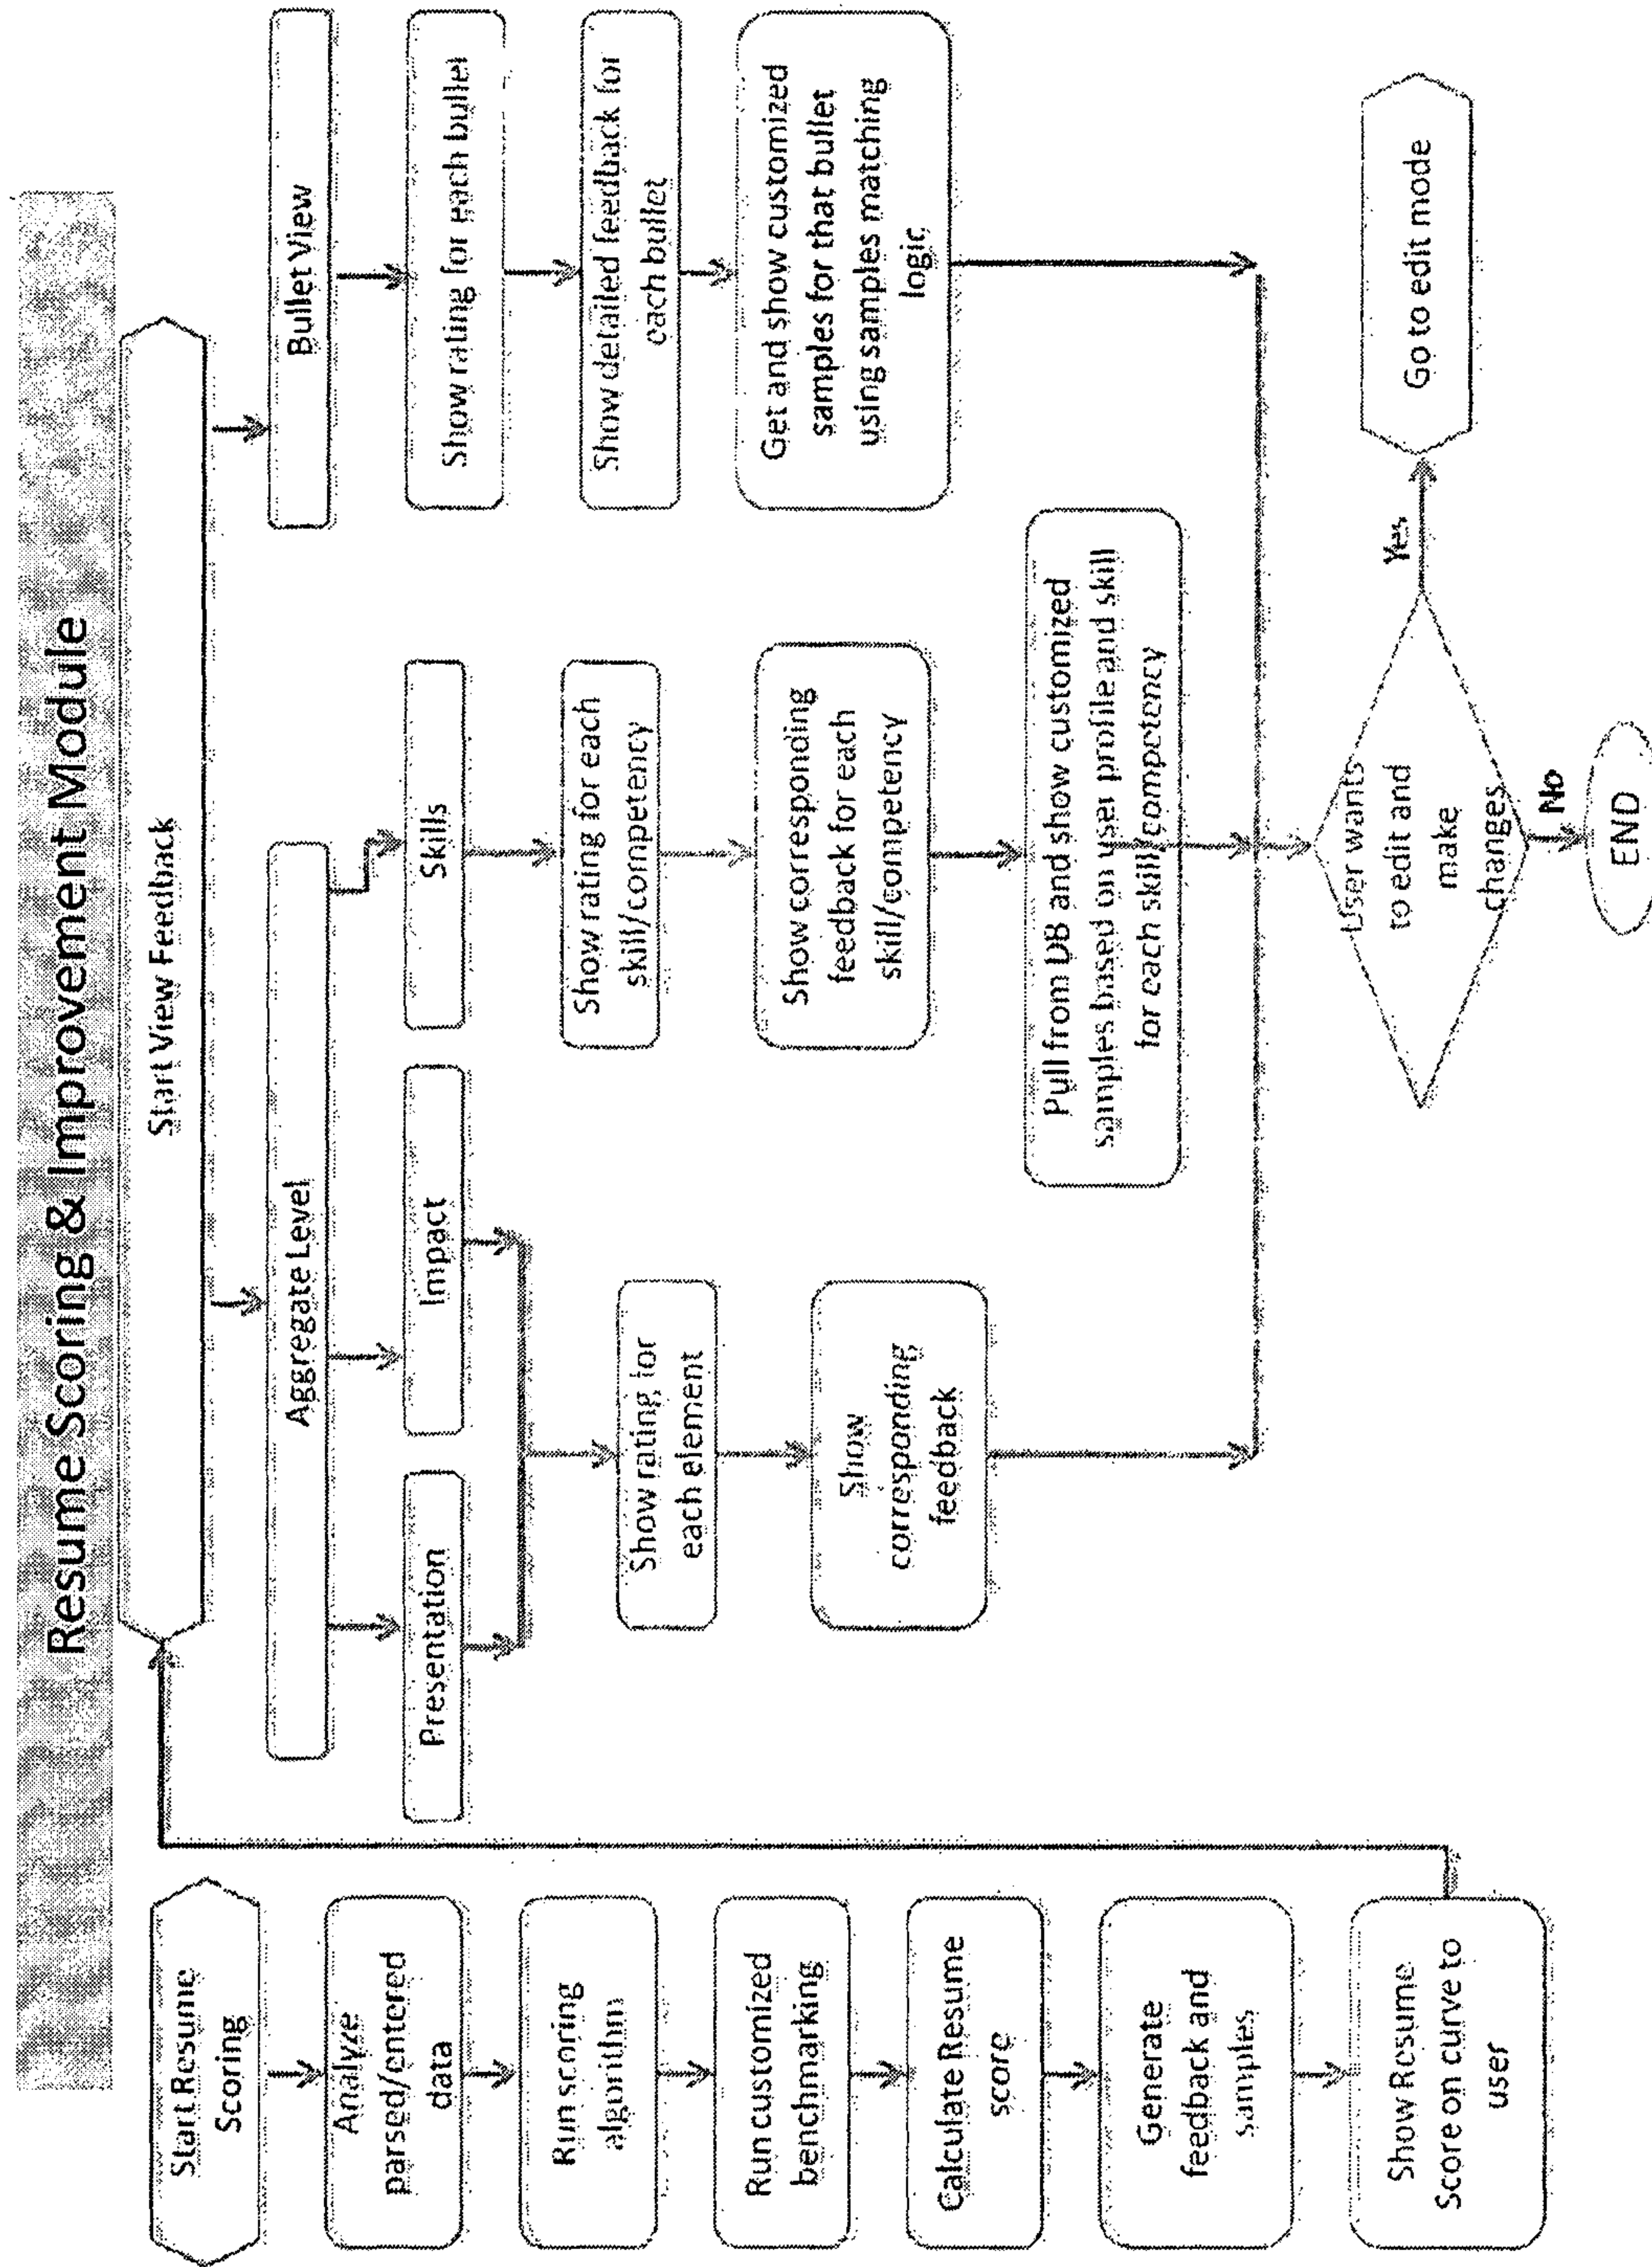 Resume Scoring & Improvement Module
Start Resume
Scoring
Analyze
parsed/entered
data
Run scoring
algorithm
Run customized
benchmarking
Calculate Resume
score
Generate
feedback and
samples
Show Resume
Score on curve to
user
Start View Feedback
Aggregate Level
Presentation
Impact
Show rating for
each element
Show
corresponding
feedback
Skills
Show rating for each
skill/competency
Show corresponding
feedback for each
skill/competency
Pull from DB and show customized
samples based on user profile and skill
for each skill/competency
Bullet View
Show rating for each bullet
Show detailed feedback for
each bullet
Get and show customized
samples for that bullet
using samples matching
logic
User wants
to edit and
make
changes
Yes
Go to edit mode
No
END